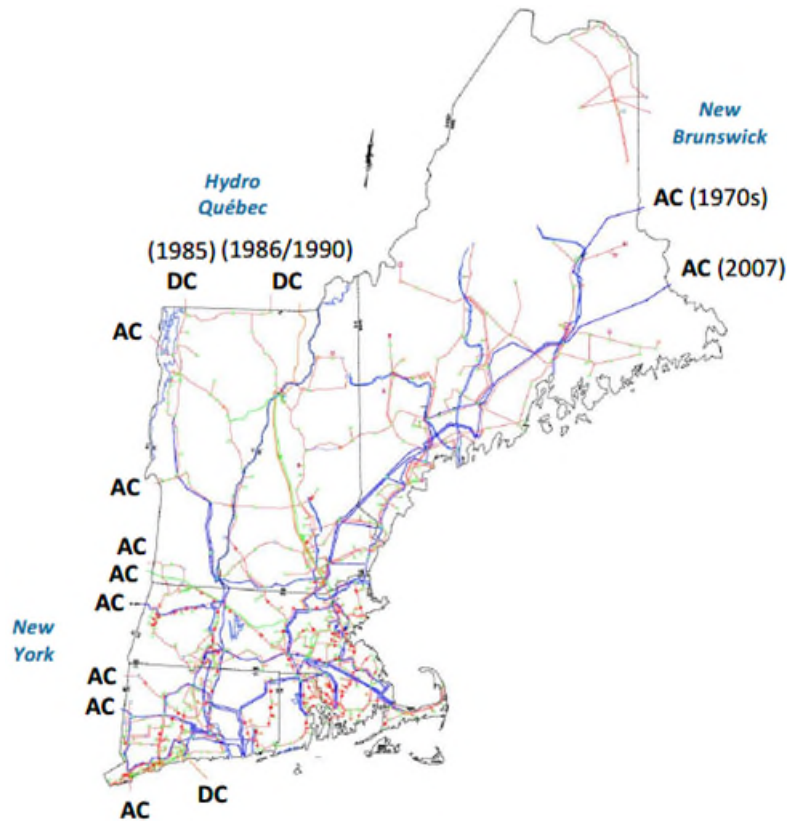 New
Brunswick
Hydro
Québec
AC (1970s)
(1985) (1986/1990)
DC DC
AC (2007)
AC
AC
AC
AC
AC
New
York
AC
AC
DC
AC